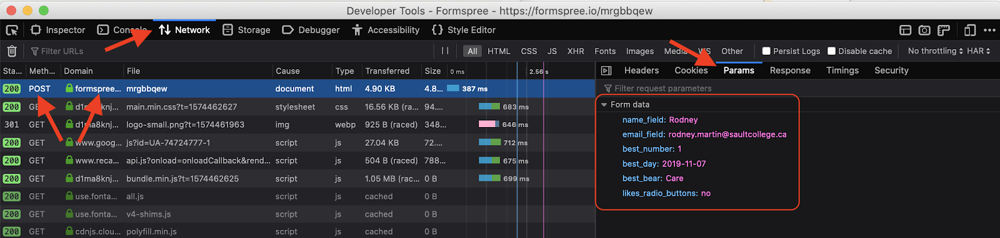 Developer Tools - Formspree - https://formspree.io/mrgbbqew
Inspector Console Network Storage Debugger Accessibility {} Style Editor
Filter URLs All HTML CSS JS XHR Fonts Images Media WS Other Persist Logs Disable cache No throttling HAR
Sta... Meth... Domain File Cause Type Transferred Size 0 ms 2.56 s
Headers Cookies Params Response Timings Security
200 POST formspree... mrgbbqew document html 4.90 KB 4.8... 387 ms
Filter request parameters
200 GET d1ma8knj... main.min.css?t=1574462627 stylesheet css 16.56 KB (ra... 94.... 683 ms
301 GET d1ma8knj... logo-small.png?t=1574461963 img webp 925 B (raced) 348... 646 ms
200 GET www.goog... js?id=UA-74724777-1 script js 27.04 KB 72.... 712 ms
200 GET www.reca... api.js?onload=onloadCallback&rend... script js 504 B (raced) 788... 675 ms
200 GET d1ma8knj... bundle.min.js?t=1574462625 script js 1.05 MB (rac... 0 B 699 ms
200 GET use.fonta... all.js script js cached 0 B
200 GET use.fonta... v4-shims.js script js cached 0 B
200 GET cdnjs.clou... polyfill.min.js script js cached 0 B
Form data
name_field: Rodney
email_field: rodney.martin@saultcollege.ca
best_number: 1
best_day: 2019-11-07
best_bear: Care
likes_radio_buttons: no